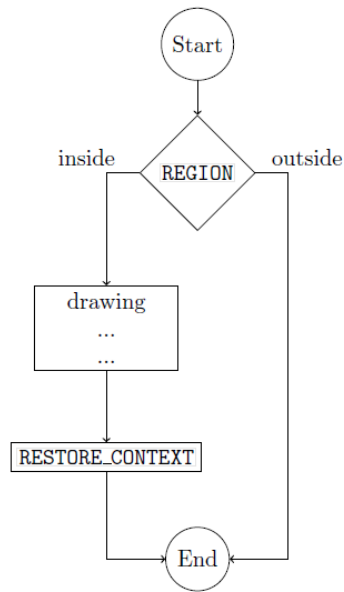 Start
inside
outside
REGION
drawing
...
...
RESTORE_CONTEXT
End